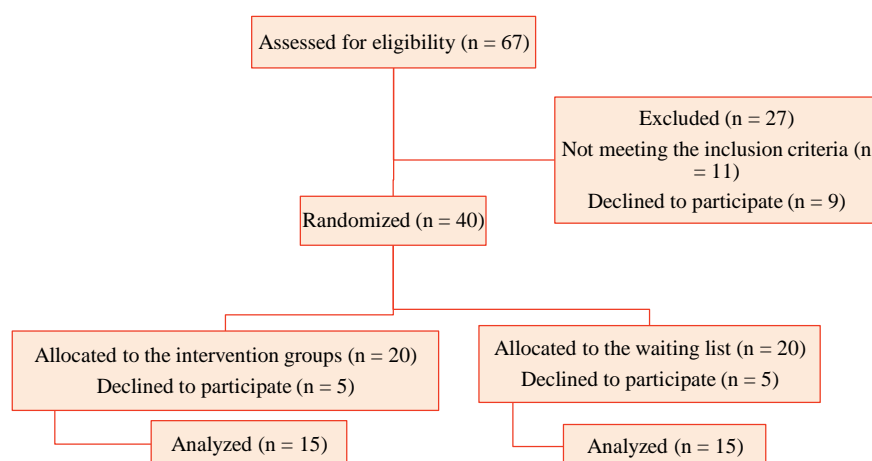 Assessed for eligibility (n = 67)
Excluded (n = 27)
Not meeting the inclusion criteria (n
= 11)
Declined to participate (n = 9)
Randomized (n = 40)
Allocated to the intervention groups (n = 20)
Declined to participate (n = 5)
Allocated to the waiting list (n = 20)
Declined to participate (n = 5)
Analyzed (n = 15)
Analyzed (n = 15)